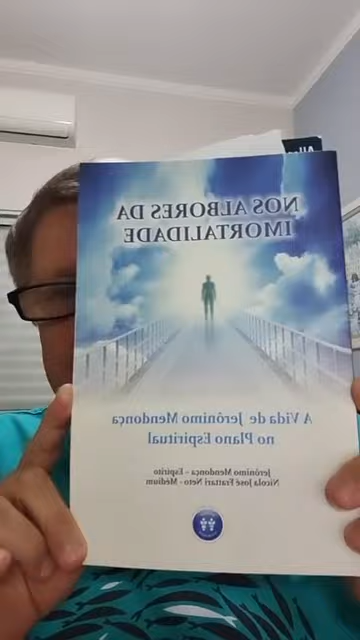 NOS ALBORES DA
IMORTALIDADE
A Vida de Jerônimo Mendonça
no Plano Espiritual
Jerônimo Mendonça - Espírito
Nicola José Frattari Neto - Médium